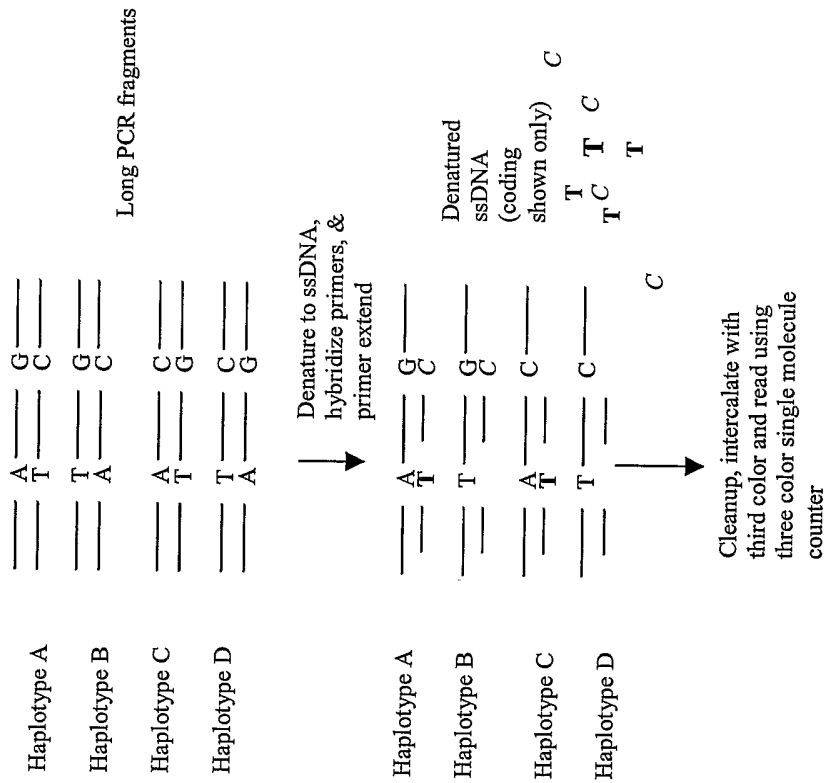 Long PCR fragments
Haplotype A A G
T C
Haplotype B T G
A C
Haplotype C A C
T G
Haplotype D T C
A G
Denature to ssDNA,
hybridize primers, &
primer extend
Denatured
ssDNA
(coding
shown only)
Haplotype A A G
T C
Haplotype B T G
C
Haplotype C A C
T
Haplotype D T C
T
T C T C
T
C
C
Cleanup, intercalate with
third color and read using
three color single molecule
counter